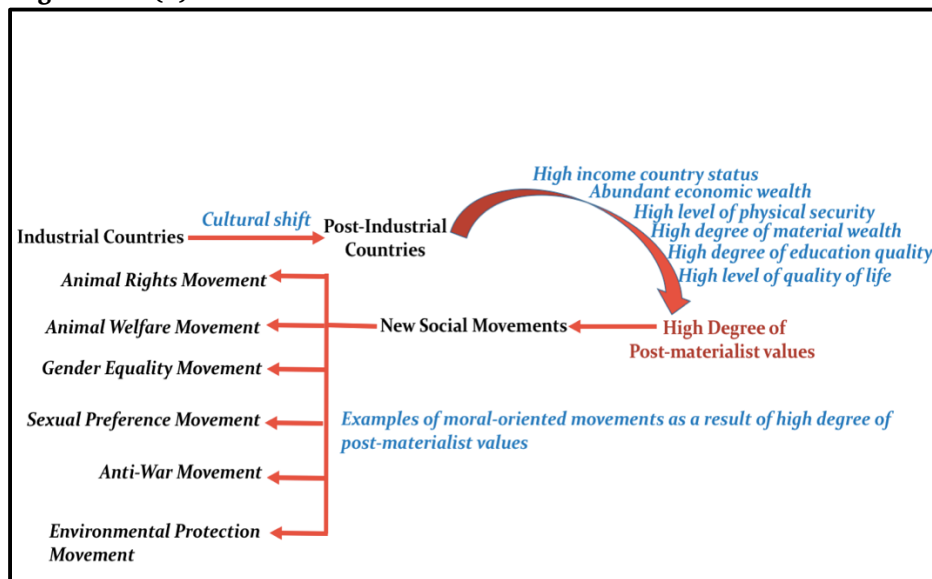 High income country status
Abundant economic wealth
High level of physical security
High degree of material wealth
High degree of education quality
High level of quality of life
Cultural shift
Industrial Countries
Post-Industrial
Countries
Animal Rights Movement
Animal Welfare Movement
New Social Movements
High Degree of
Post-materialist values
Gender Equality Movement
Sexual Preference Movement
Examples of moral-oriented movements as a result of high degree of
post-materialist values
Anti-War Movement
Environmental Protection
Movement